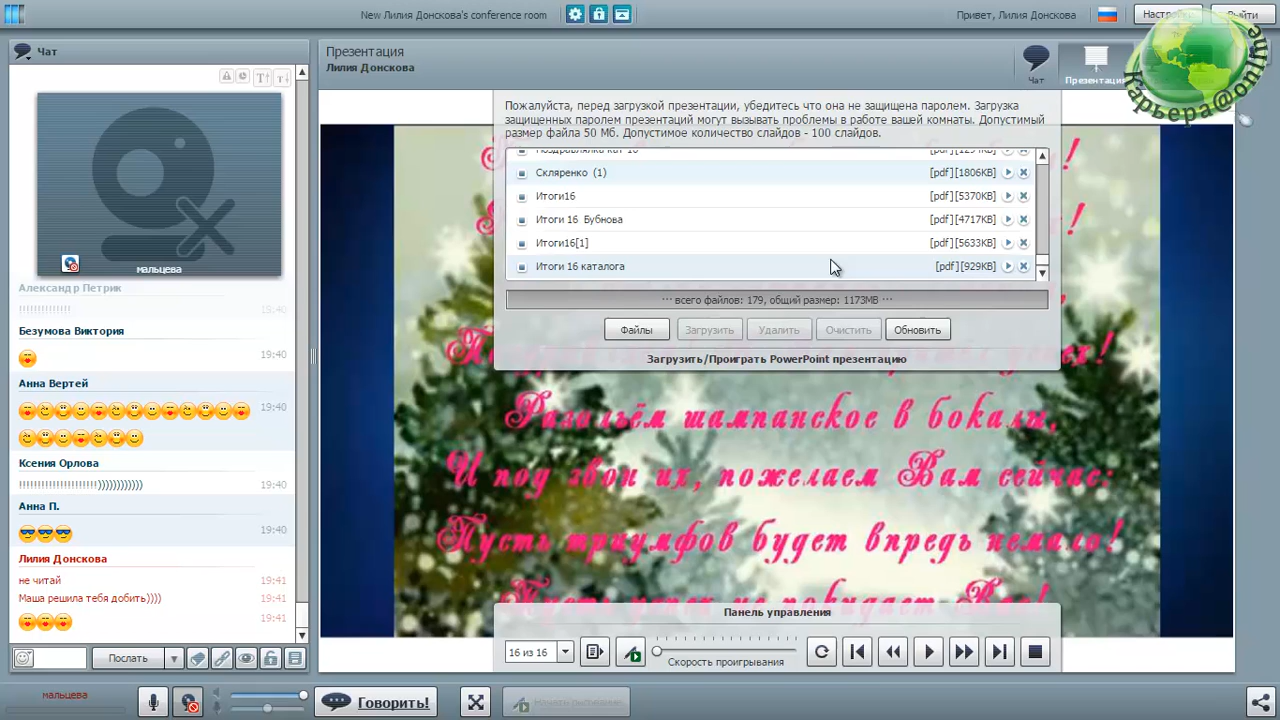 New Лилия Донскова's conference room
Привет, Лилия Донскова
Настройки
Выйти
Карьера@online
Чат
мальцева
Александр Петрик
!!!!!!!!!!!!! 19:40
Безумова Виктория
19:40
Анна Вертей
19:40
Ксения Орлова
!!!!!!!!!!!!!!!!!!!!!)))))))))))) 19:40
Анна П.
19:40
Лилия Донскова
не читай 19:41
Маша решила тебя добить)))) 19:41
19:41
Послать
Презентация
Лилия Донскова
Чат
Презентация
Пожалуйста, перед загрузкой презентации, убедитесь что она не защищена паролем. Загрузка
защищенных паролем презентаций могут вызывать проблемы в работе вашей комнаты. Допустимый
размер файла 50 Мб. Допустимое количество слайдов - 100 слайдов.
Скляренко (1) [pdf][1806KB]
Итоги16 [pdf][5370KB]
Итоги 16 Бубнова [pdf][4717KB]
Итоги16[1] [pdf][5633KB]
Итоги 16 каталога [pdf][929KB]
··· всего файлов: 179, общий размер: 1173MB ···
Файлы
Загрузить
Удалить
Очистить
Обновить
Загрузить/Проиграть PowerPoint презентацию
Разольём шампанское в бокалы,
И под звон их, пожелаем Вам сейчас:
Пусть триумфов будет впредь немало!
Панель управления
16 из 16
Скорость проигрывания
мальцева
Говорить!